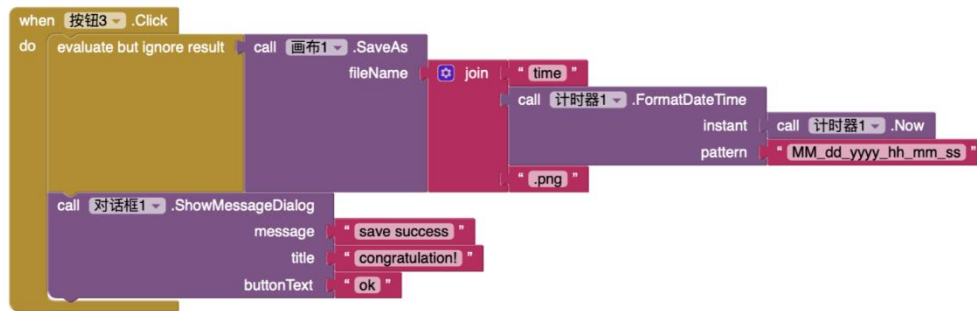 when 按钮3 .Click
do evaluate but ignore result call 画布1 .SaveAs
fileName join " time "
call 计时器1 .FormatDateTime
instant call 计时器1 .Now
pattern " MM_dd_yyyy_hh_mm_ss "
" .png "
call 对话框1 .ShowMessageDialog
message " save success "
title " congratulation! "
buttonText " ok "